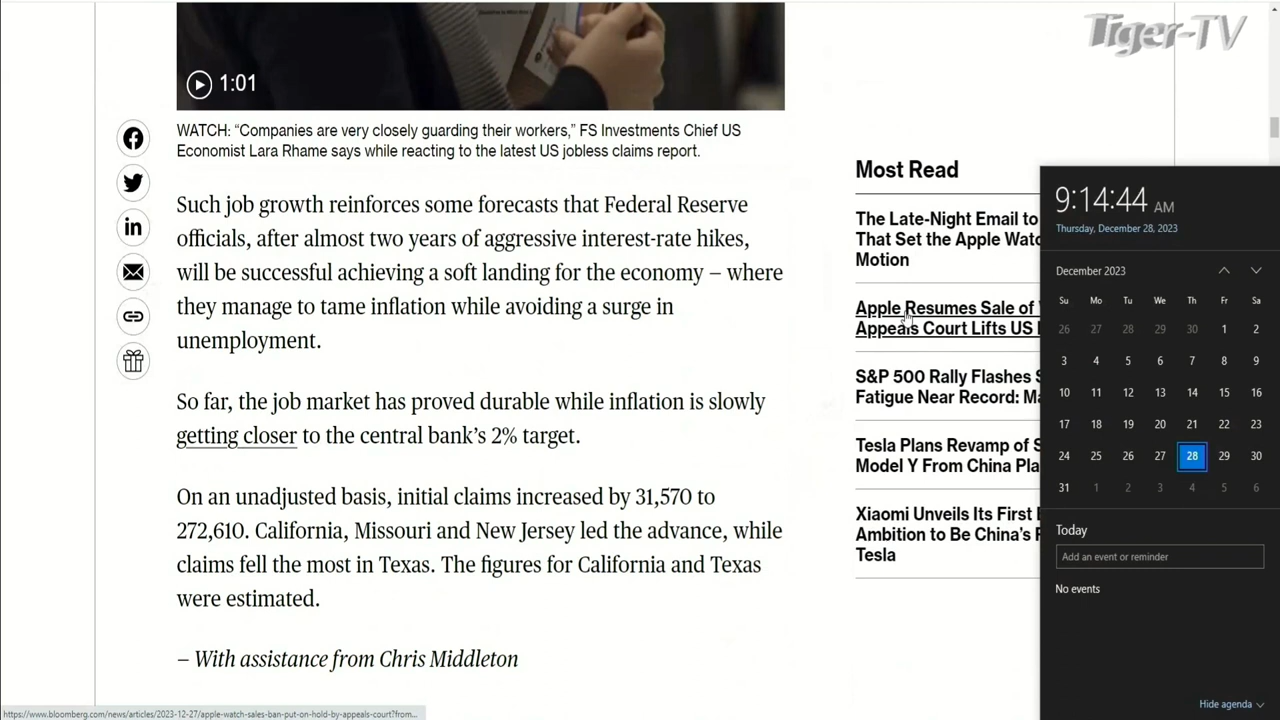 Tiger-TV
1:01
WATCH: “Companies are very closely guarding their workers,” FS Investments Chief US
Economist Lara Rhame says while reacting to the latest US jobless claims report.
Such job growth reinforces some forecasts that Federal Reserve
officials, after almost two years of aggressive interest-rate hikes,
will be successful achieving a soft landing for the economy – where
they manage to tame inflation while avoiding a surge in
unemployment.
So far, the job market has proved durable while inflation is slowly
getting closer to the central bank’s 2% target.
On an unadjusted basis, initial claims increased by 31,570 to
272,610. California, Missouri and New Jersey led the advance, while
claims fell the most in Texas. The figures for California and Texas
were estimated.
– With assistance from Chris Middleton
Most Read
The Late-Night Email to
That Set the Apple Watc
Motion
Apple Resumes Sale of
Appeals Court Lifts US
S&P 500 Rally Flashes S
Fatigue Near Record: Ma
Tesla Plans Revamp of S
Model Y From China Pla
Xiaomi Unveils Its First
Ambition to Be China’s
Tesla
9:14:44 AM
Thursday, December 28, 2023
December 2023
Su Mo Tu We Th Fr Sa
26 27 28 29 30 1 2
3 4 5 6 7 8 9
10 11 12 13 14 15 16
17 18 19 20 21 22 23
24 25 26 27 28 29 30
31 1 2 3 4 5 6
Today
Add an event or reminder
No events
Hide agenda
https://www.bloomberg.com/news/articles/2023-12-27/apple-watch-sales-ban-put-on-hold-by-appeals-court?from...